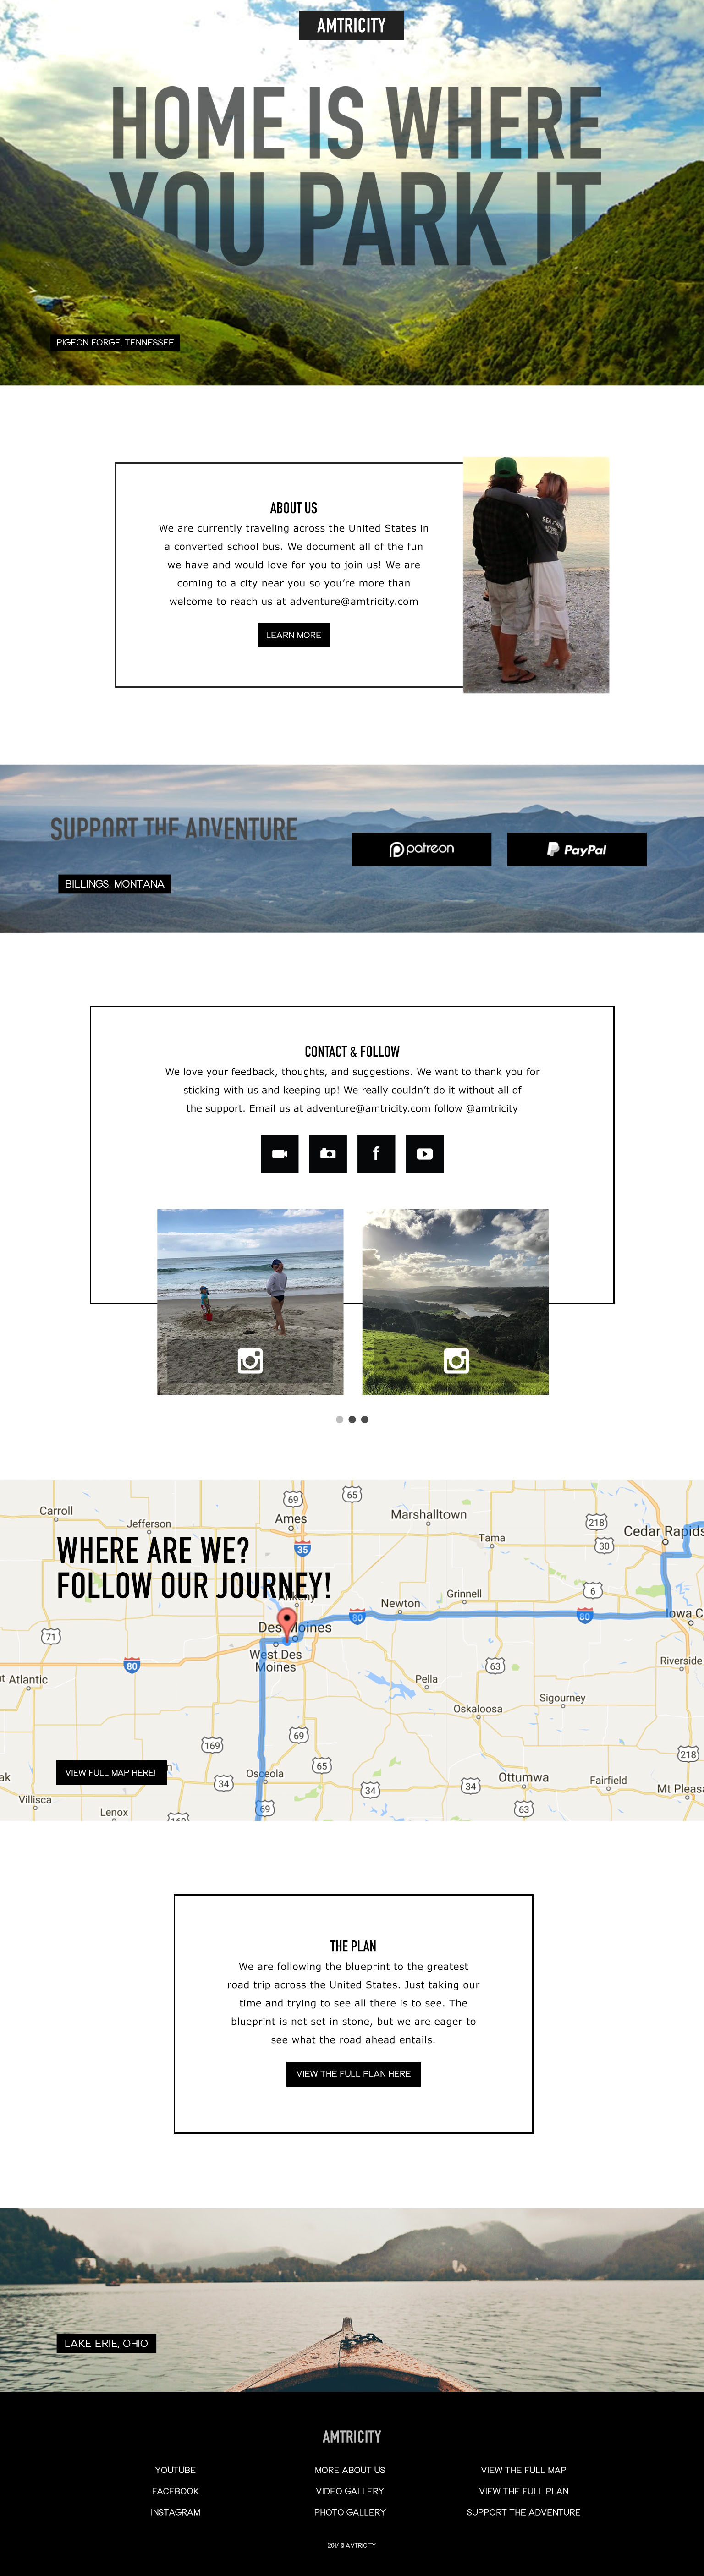 AMTRICITY
HOME IS WHERE
YOU PARK IT
PIGEON FORGE, TENNESSEE
ABOUT US
We are currently traveling across the United States in
a converted school bus. We document all of the fun
we have and would love for you to join us! We are
coming to a city near you so you're more than
welcome to reach us at adventure@amtricity.com
LEARN MORE
SUPPORT THE ADVENTURE
patreon
PayPal
BILLINGS, MONTANA
CONTACT & FOLLOW
We love your feedback, thoughts, and suggestions. We want to thank you for
sticking with us and keeping up! We really couldn't do it without all of
the support. Email us at adventure@amtricity.com follow @amtricity
f
69
65
Carroll
Jefferson
Ames
Marshalltown
218
Cedar Rapids
Tama
30
35
WHERE ARE WE?
FOLLOW OUR JOURNEY!
Ankeny
6
Grinnell
Newton
80
80
Iowa C
Des Moines
71
West Des
Moines
80
63
Riverside
Atlantic
Pella
Sigourney
Oskaloosa
69
169
218
VIEW FULL MAP HERE!
65
Osceola
34
34
34
Ottumwa
Fairfield
Mt Pleas
ak
Villisca
Lenox
69
63
THE PLAN
We are following the blueprint to the greatest
road trip across the United States. Just taking our
time and trying to see all there is to see. The
blueprint is not set in stone, but we are eager to
see what the road ahead entails.
VIEW THE FULL PLAN HERE
LAKE ERIE, OHIO
AMTRICITY
YOUTUBE
MORE ABOUT US
VIEW THE FULL MAP
FACEBOOK
VIDEO GALLERY
VIEW THE FULL PLAN
INSTAGRAM
PHOTO GALLERY
SUPPORT THE ADVENTURE
2017 © AMTRICITY